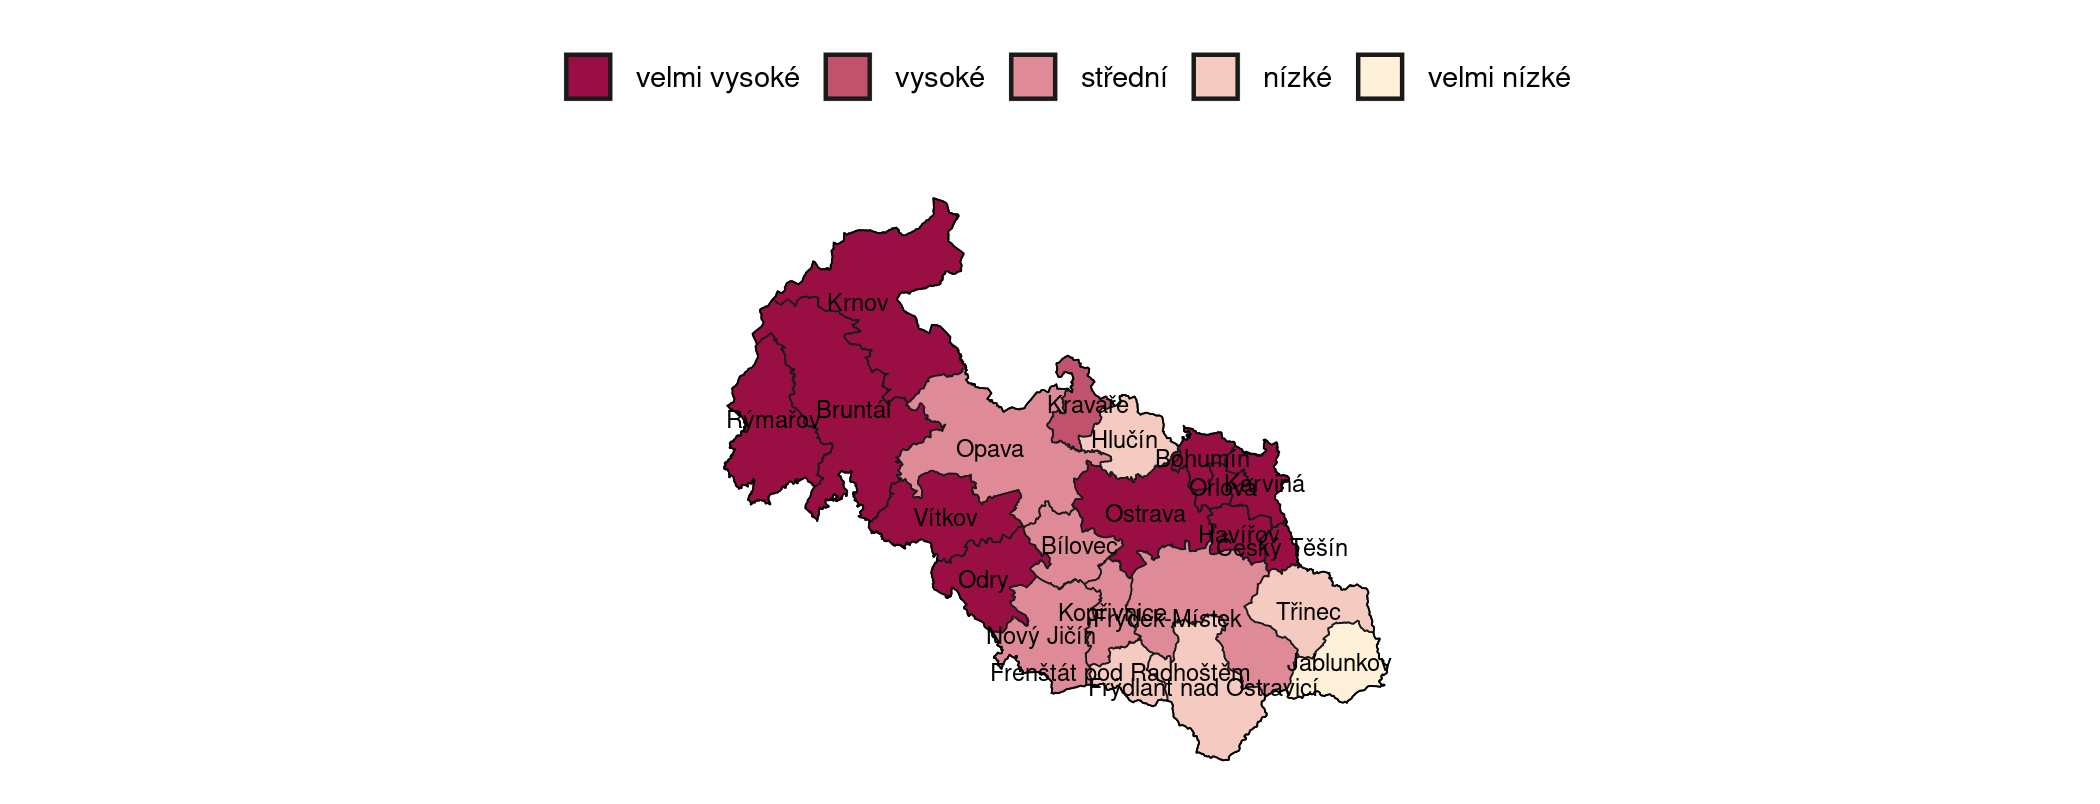 velmi vysoké vysoké střední nízké velmi nízké
Krnov
Kravaře
Bruntál
Rýmařov
Hlučín
Opava
Bohumín
Karviná
Orlová
Ostrava
Vítkov
Havířov
Bílovec
Český Těšín
Odry
Třinec
Kopřivnice
Frýdek-Místek
Nový Jičín
Jablunkov
Frenštát pod Radhoštěm
Frýdlant nad Ostravicí